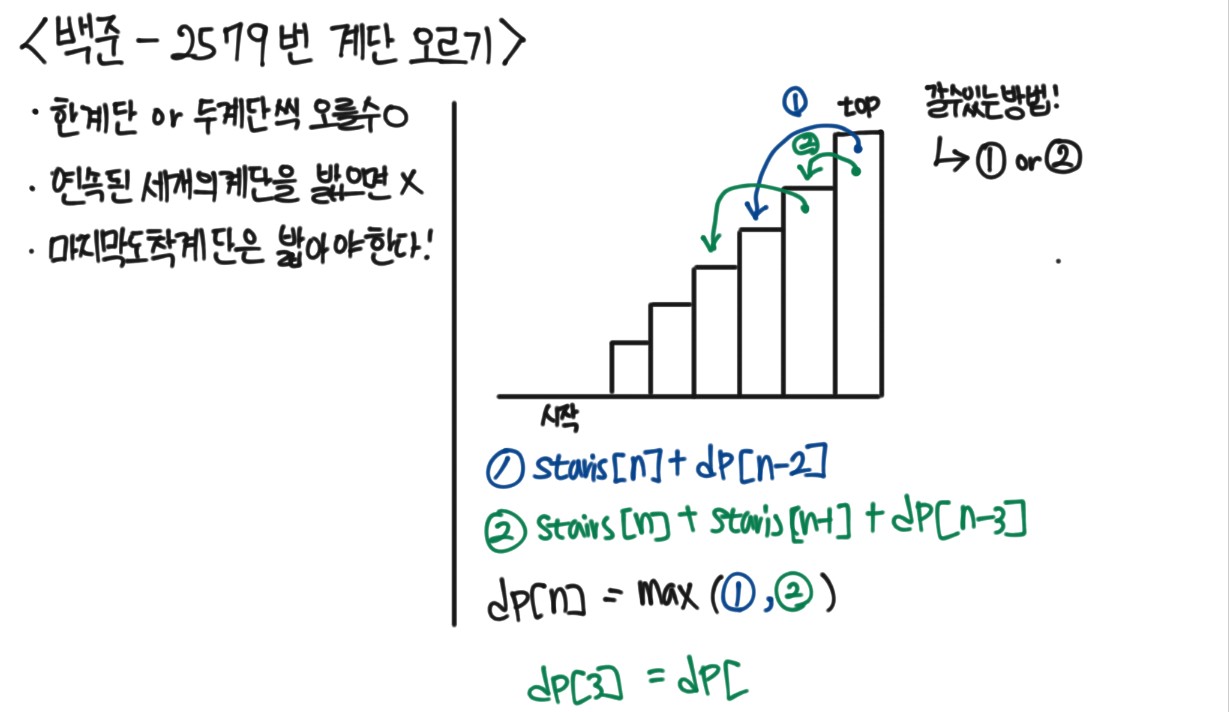 <백준 - 2579번 계단 오르기>
· 한계단 or 두계단씩 오를수O
· 연속된 세개의계단을 밟으면 X
· 마지막도착계단은 밟아야한다!
① top
②
갈수있는방법!
↳ ① or ②
시작
① stairs[n] + dp[n-2]
② stairs[n] + stairs[n-1] + dp[n-3]
dp[n] = max (①,②)
dp[3] = dp[